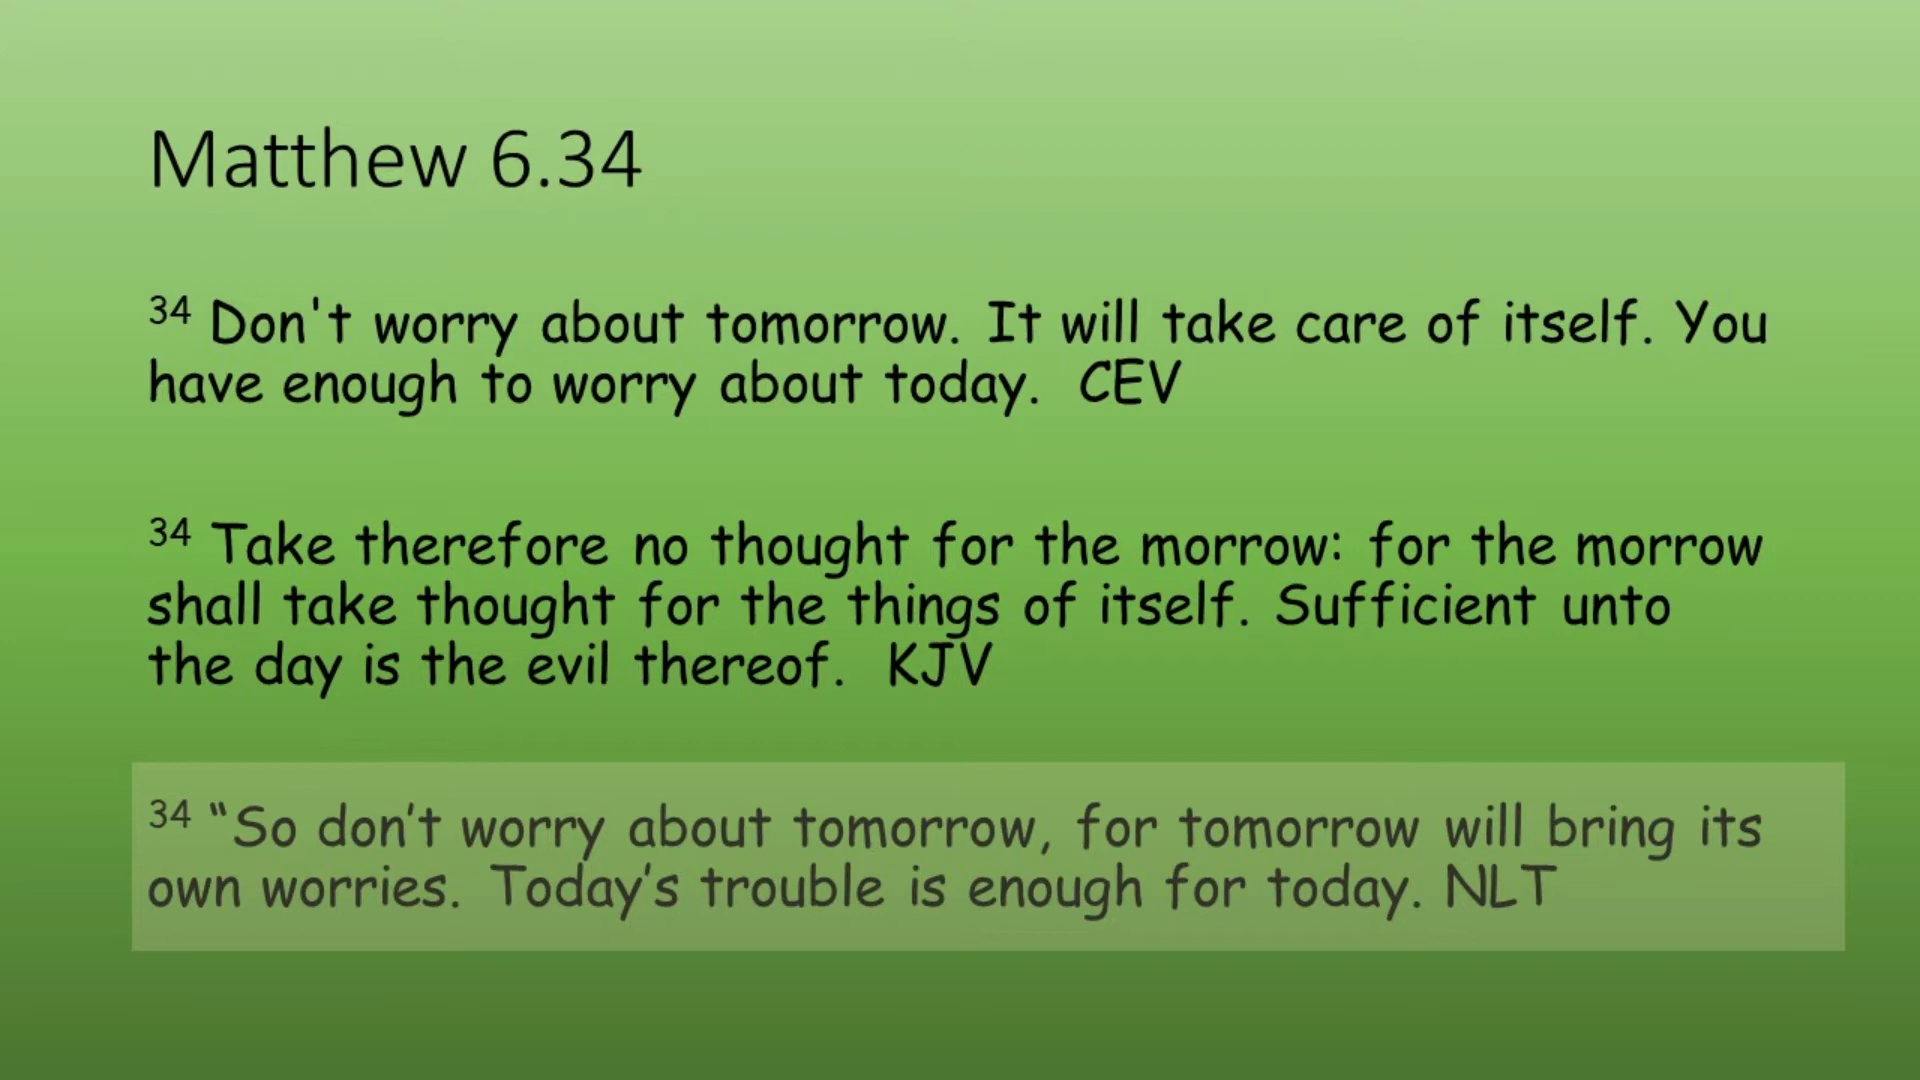 Matthew 6.34
34 Don't worry about tomorrow. It will take care of itself. You
have enough to worry about today. CEV
34 Take therefore no thought for the morrow: for the morrow
shall take thought for the things of itself. Sufficient unto
the day is the evil thereof. KJV
34 “So don’t worry about tomorrow, for tomorrow will bring its
own worries. Today’s trouble is enough for today. NLT